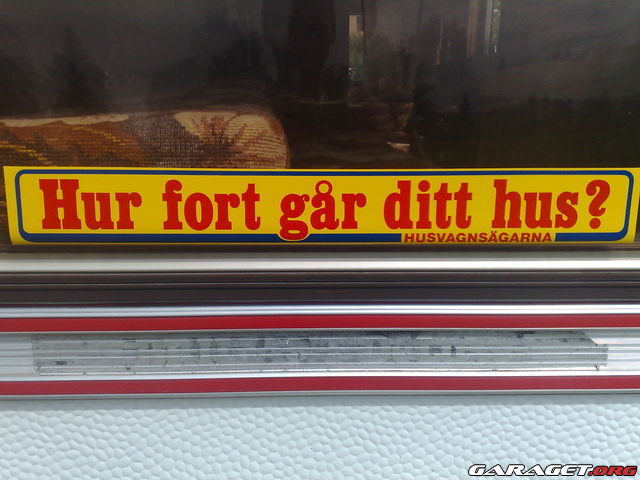 Hur fort går ditt hus?
HUSVAGNSÄGARNA
GARAGET.ORG